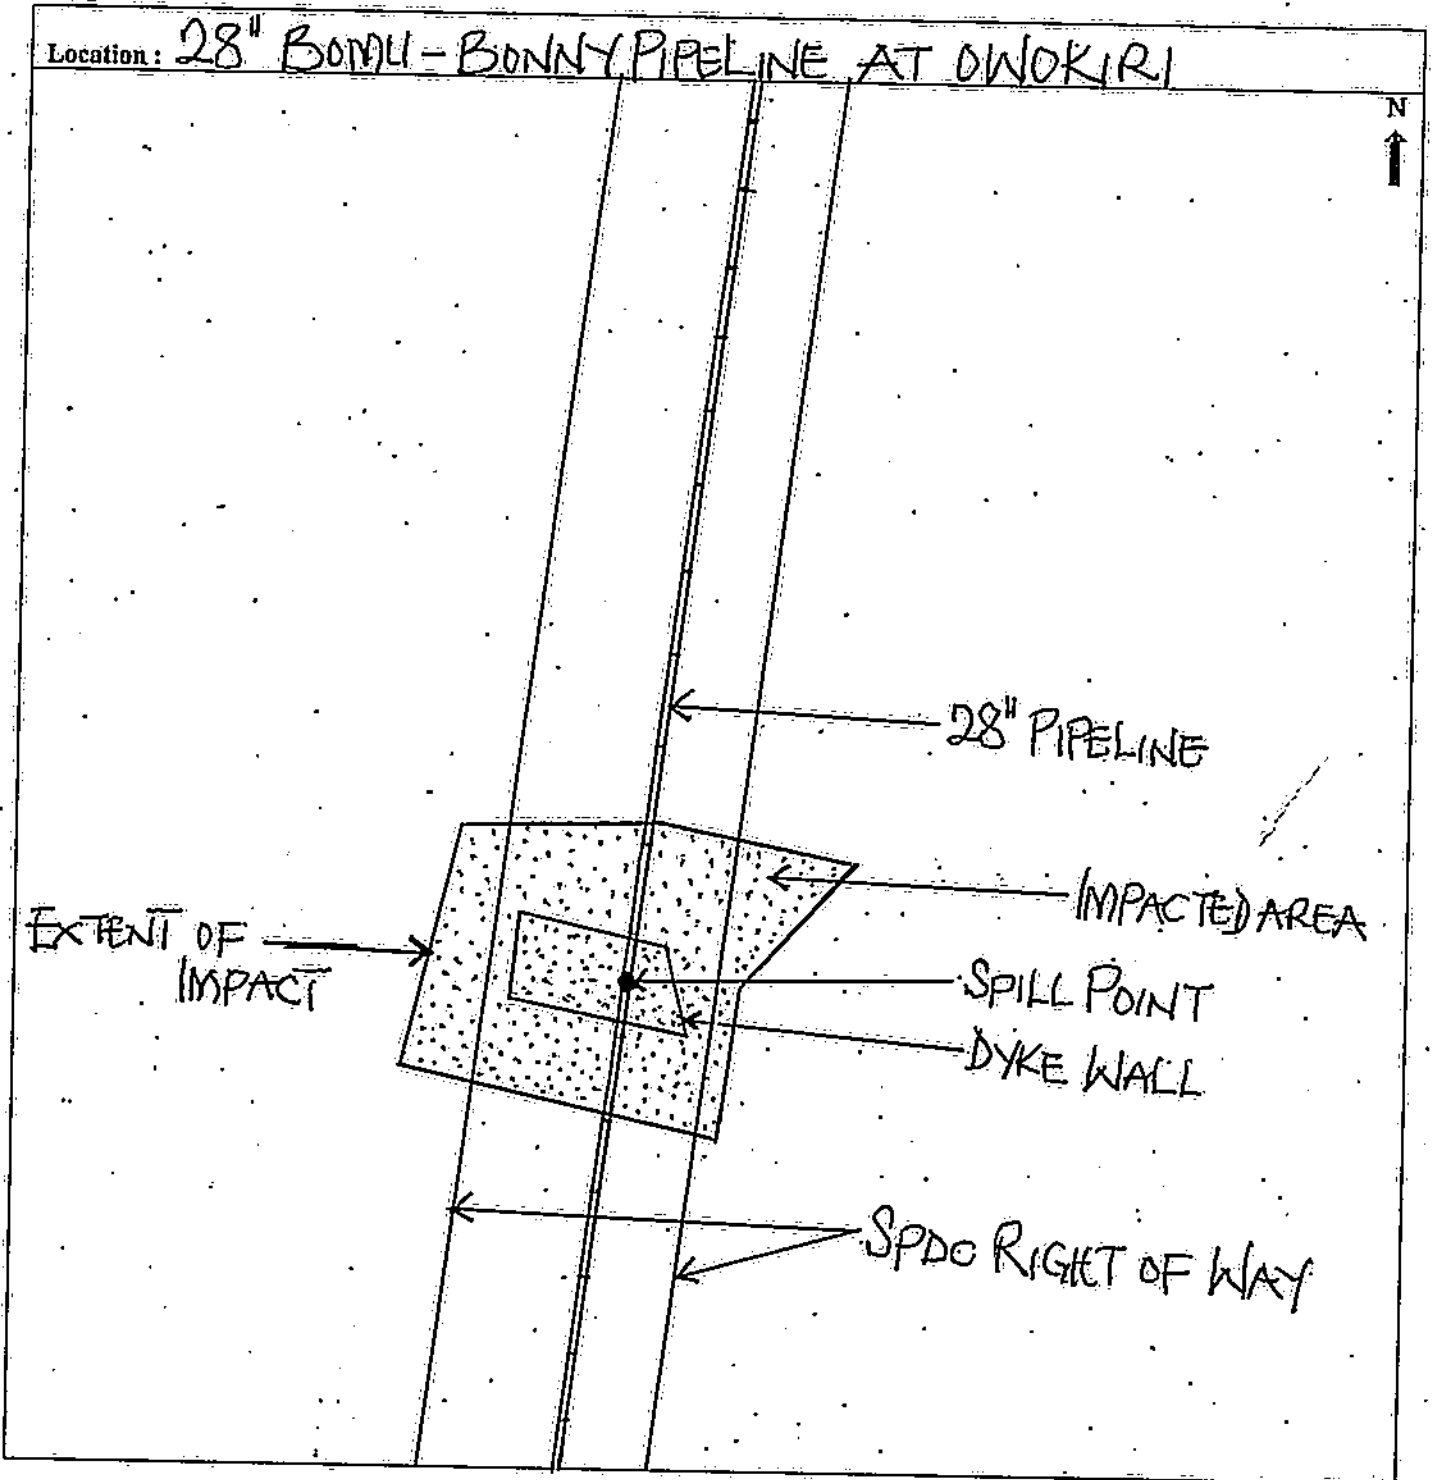 Location: 28" BOMU - BONNY PIPELINE AT OWOKIRI
N
28" PIPELINE
IMPACTED AREA
EXTENT OF
IMPACT
SPILL POINT
DYKE WALL
SPDC RIGHT OF WAY